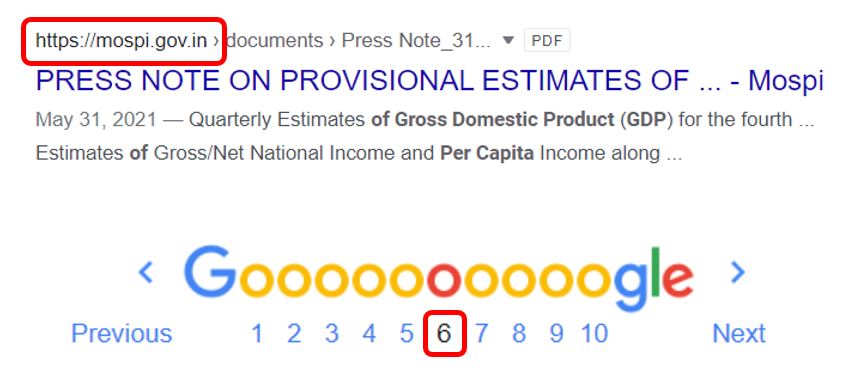 https://mospi.gov.in › documents › Press Note_31... ▼ PDF
PRESS NOTE ON PROVISIONAL ESTIMATES OF ... - Mospi
May 31, 2021 — Quarterly Estimates of Gross Domestic Product (GDP) for the fourth ...
Estimates of Gross/Net National Income and Per Capita Income along ...
< Goooooooooogle >
Previous 1 2 3 4 5 6 7 8 9 10 Next